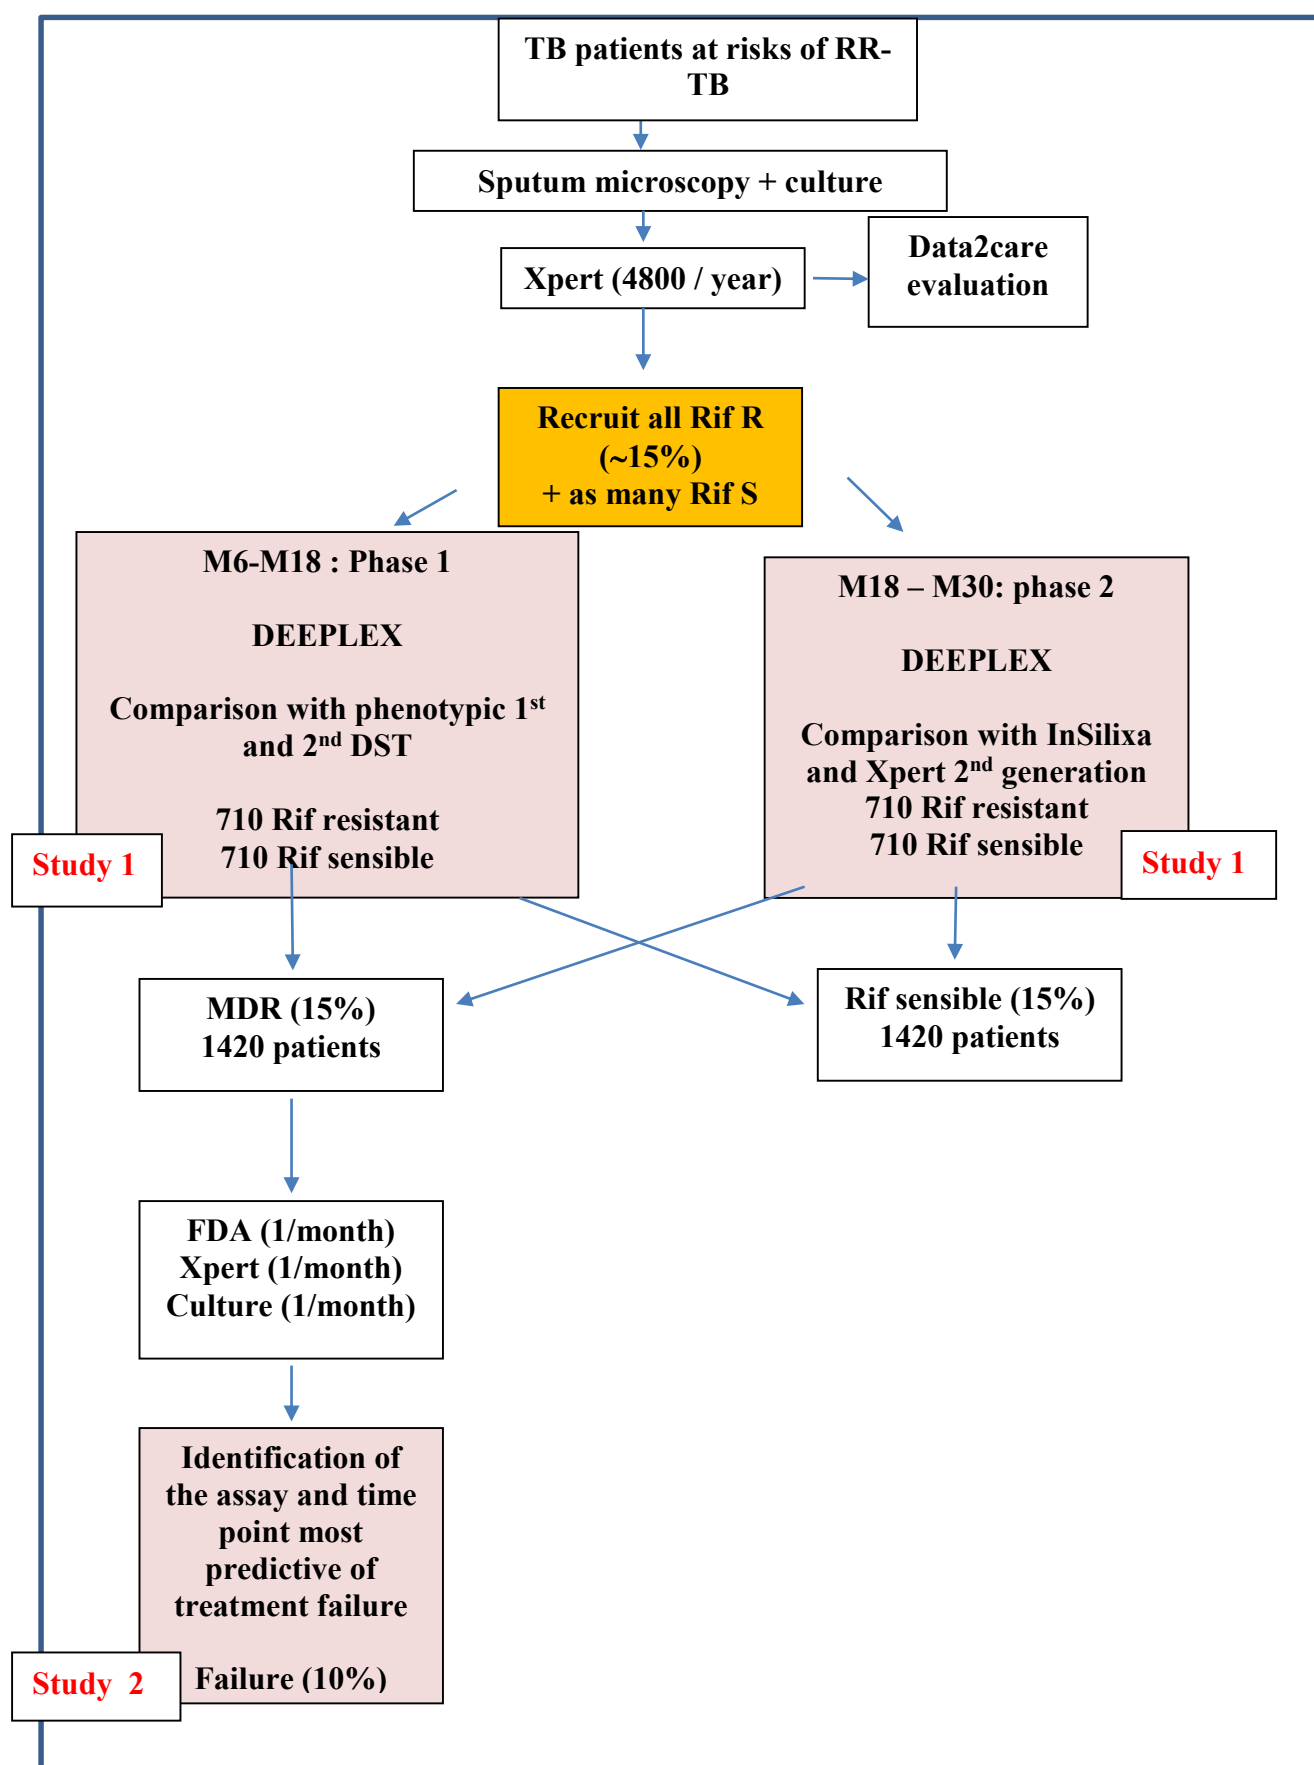 TB patients at risks of RR-
TB
Sputum microscopy + culture
Xpert (4800 / year)
Data2care
evaluation
Recruit all Rif R
(~15%)
+ as many Rif S
M6-M18 : Phase 1
DEEPLEX
Comparison with phenotypic 1st
and 2nd DST
710 Rif resistant
710 Rif sensible
Study 1
M18 – M30: phase 2
DEEPLEX
Comparison with InSilixa
and Xpert 2nd generation
710 Rif resistant
710 Rif sensible
Study 1
MDR (15%)
1420 patients
Rif sensible (15%)
1420 patients
FDA (1/month)
Xpert (1/month)
Culture (1/month)
Identification of
the assay and time
point most
predictive of
treatment failure
Failure (10%)
Study 2